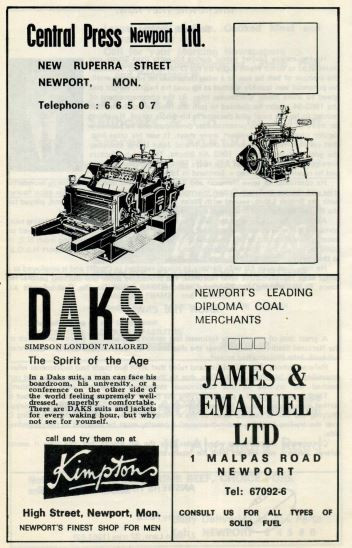 Central Press Newport Ltd.
NEW RUPERRA STREET
NEWPORT, MON.
Telephone : 6 6 5 0 7
DAKS
SIMPSON LONDON TAILORED
The Spirit of the Age
In a Daks suit, a man can face his
boardroom, his university, or a
conference on the other side of
the world feeling supremely well-
dressed, superbly comfortable.
There are DAKS suits and jackets
for every waking hour, but why
not see for yourself.
call and try them on at
Kimptons
High Street, Newport, Mon.
NEWPORT'S FINEST SHOP FOR MEN
NEWPORT'S LEADING
DIPLOMA COAL
MERCHANTS
JAMES &
EMANUEL
LTD
1 MALPAS ROAD
NEWPORT
Tel: 67092-6
CONSULT US FOR ALL TYPES OF
SOLID FUEL